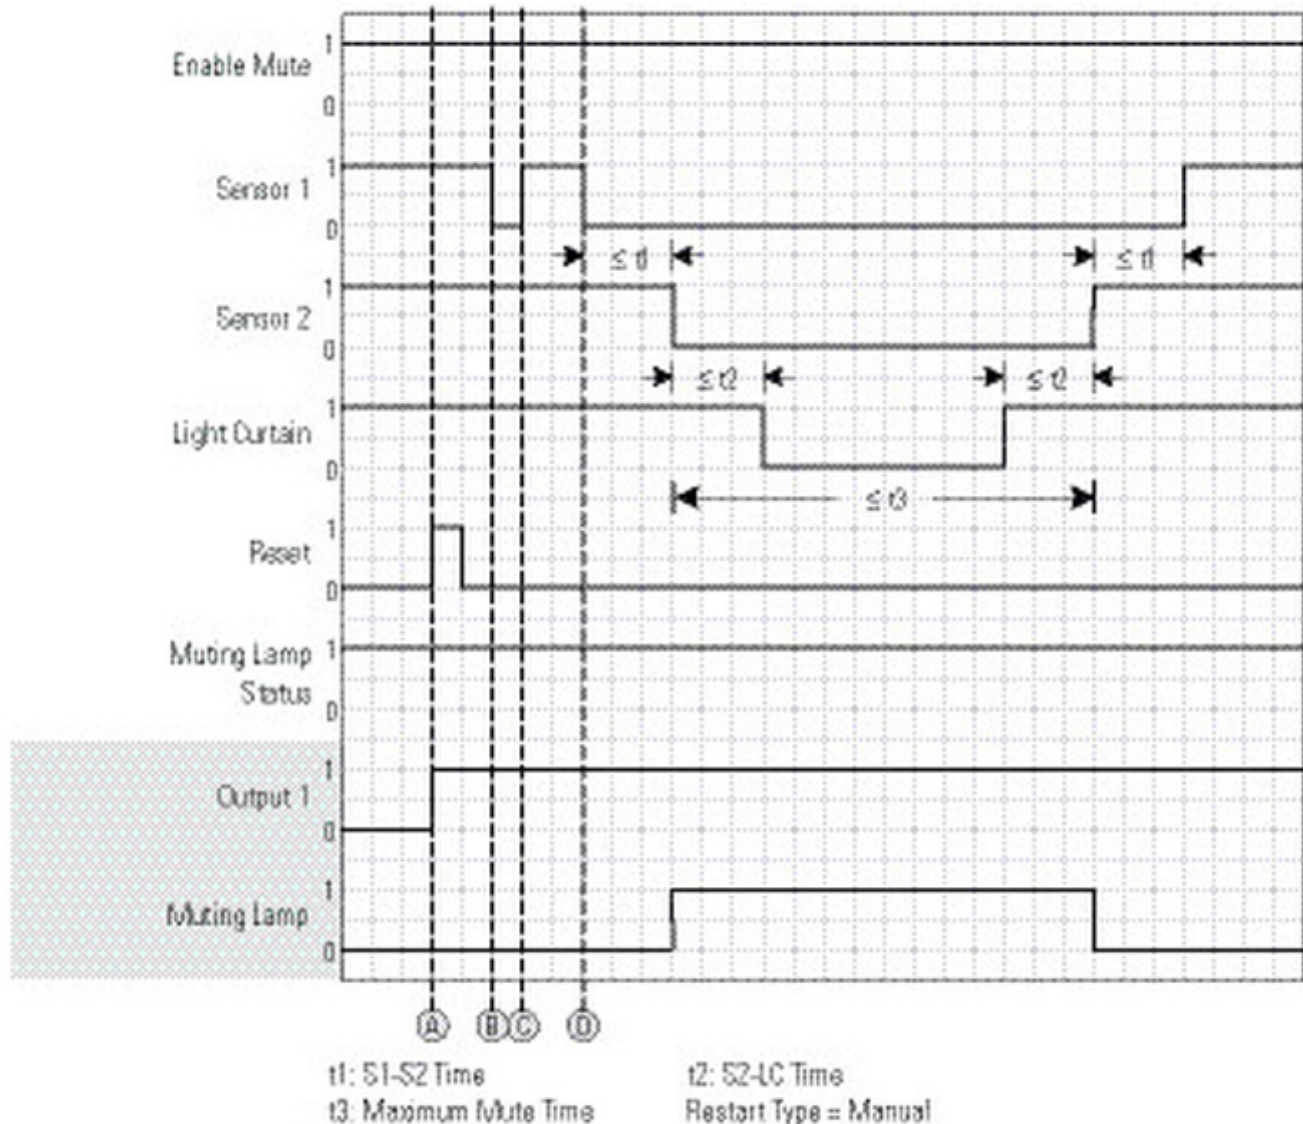 Enable Mute
1
0
Sensor 1
1
0
≤ t1
≤ t1
Sensor 2
1
0
≤ t2
≤ t2
Light Curtain
1
0
≤ t3
Reset
1
0
Muting Lamp
Status
1
0
Output 1
1
0
Muting Lamp
1
0
A B C D
t1: S1-S2 Time
t2: S2-LC Time
t3: Maximum Mute Time
Restart Type = Manual